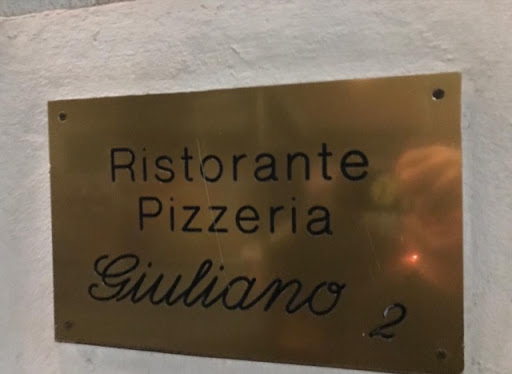 Ristorante
Pizzeria
Giuliano 2